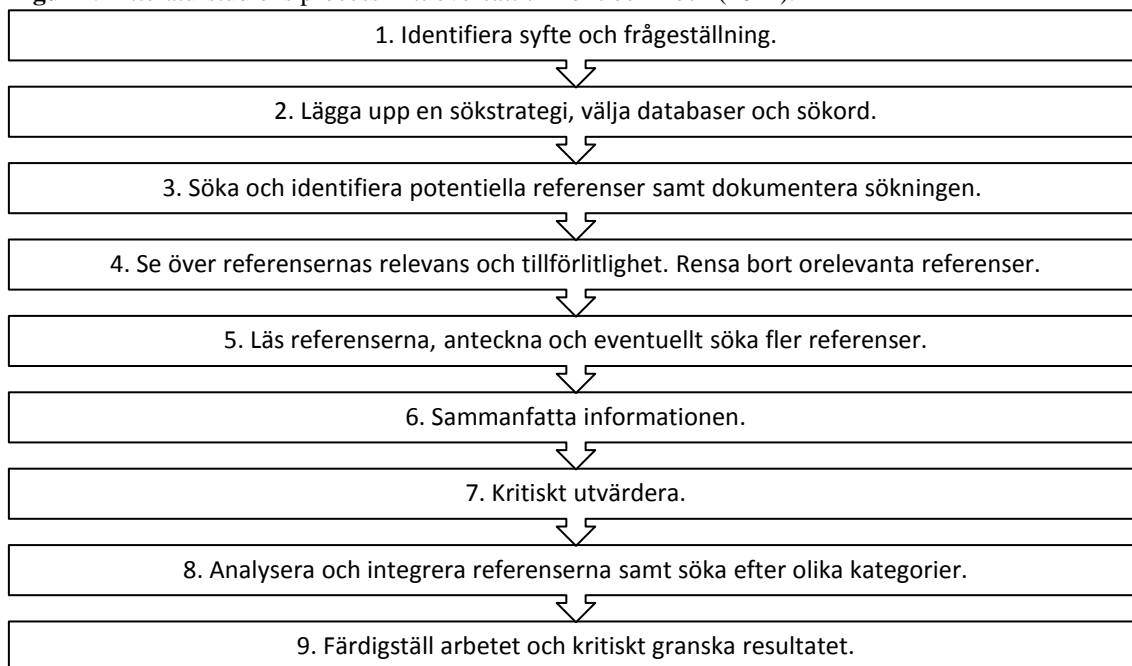 1. Identifiera syfte och frågeställning.
2. Lägga upp en sökstrategi, välja databaser och sökord.
3. Söka och identifiera potentiella referenser samt dokumentera sökningen.
4. Se över referensernas relevans och tillförlitlighet. Rensa bort orelevanta referenser.
5. Läs referenserna, anteckna och eventuellt söka fler referenser.
6. Sammanfatta informationen.
7. Kritiskt utvärdera.
8. Analysera och integrera referenserna samt söka efter olika kategorier.
9. Färdigställ arbetet och kritiskt granska resultatet.